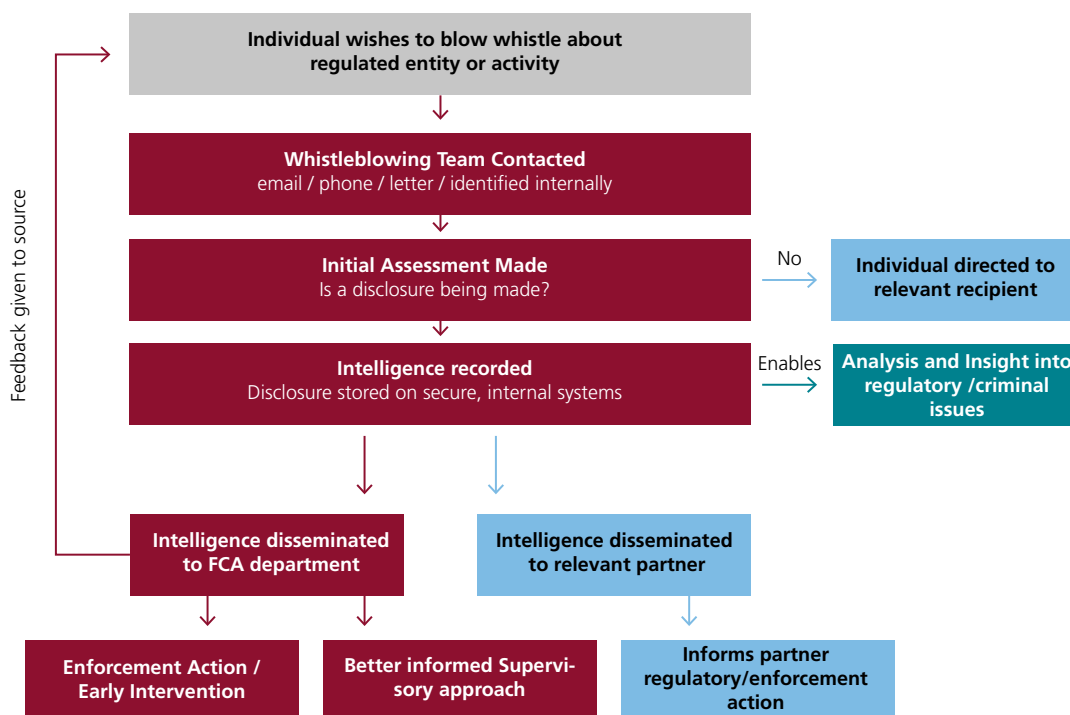 Individual wishes to blow whistle about
regulated entity or activity
Whistleblowing Team Contacted
email / phone / letter / identified internally
Initial Assessment Made
Is a disclosure being made?
No
Individual directed to
relevant recipient
Intelligence recorded
Disclosure stored on secure, internal systems
Enables
Analysis and Insight into
regulatory /criminal
issues
Feedback given to source
Intelligence disseminated
to FCA department
Intelligence disseminated
to relevant partner
Enforcement Action /
Early Intervention
Better informed Supervi-
sory approach
Informs partner
regulatory/enforcement
action